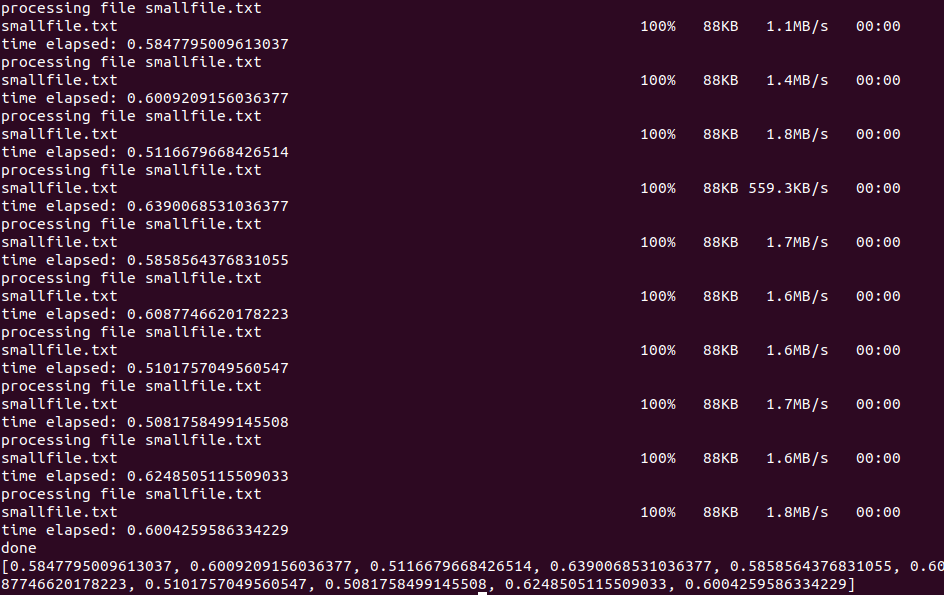 processing file smallfile.txt
smallfile.txt 100% 88KB 1.1MB/s 00:00
time elapsed: 0.5847795009613037
processing file smallfile.txt
smallfile.txt 100% 88KB 1.4MB/s 00:00
time elapsed: 0.6009209156036377
processing file smallfile.txt
smallfile.txt 100% 88KB 1.8MB/s 00:00
time elapsed: 0.5116679668426514
processing file smallfile.txt
smallfile.txt 100% 88KB 559.3KB/s 00:00
time elapsed: 0.6390068531036377
processing file smallfile.txt
smallfile.txt 100% 88KB 1.7MB/s 00:00
time elapsed: 0.5858564376831055
processing file smallfile.txt
smallfile.txt 100% 88KB 1.6MB/s 00:00
time elapsed: 0.6087746620178223
processing file smallfile.txt
smallfile.txt 100% 88KB 1.6MB/s 00:00
time elapsed: 0.5101757049560547
processing file smallfile.txt
smallfile.txt 100% 88KB 1.7MB/s 00:00
time elapsed: 0.5081758499145508
processing file smallfile.txt
smallfile.txt 100% 88KB 1.6MB/s 00:00
time elapsed: 0.6248505115509033
processing file smallfile.txt
smallfile.txt 100% 88KB 1.8MB/s 00:00
time elapsed: 0.6004259586334229
done
[0.5847795009613037, 0.6009209156036377, 0.5116679668426514, 0.6390068531036377, 0.5858564376831055, 0.60
87746620178223, 0.5101757049560547, 0.5081758499145508, 0.6248505115509033, 0.6004259586334229]